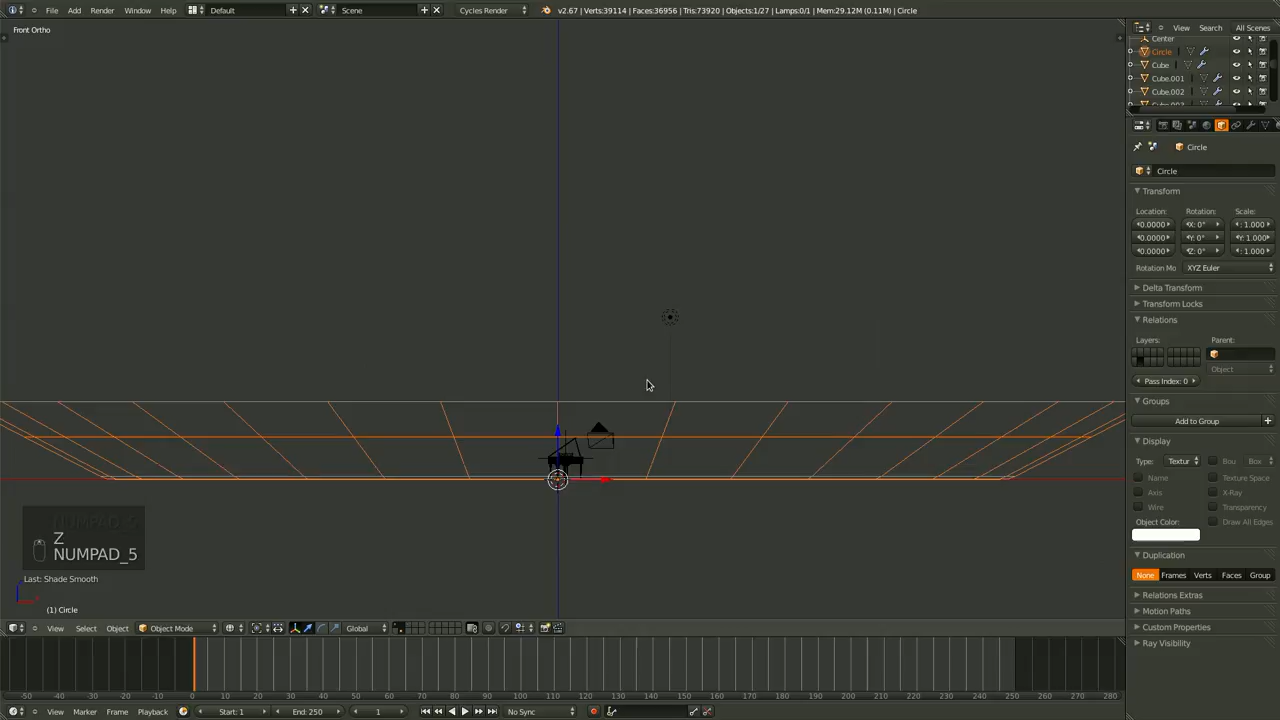 File Add Render Window Help Default Scene Cycles Render v2.67 | Verts:39114 | Faces:36956 | Tris:73920 | Objects:1/27 | Lamps:0/1 | Mem:29.12M (0.11M) | Circle
Front Ortho
View Search All Scenes
Center
Circle
Cube
Cube.001
Cube.002
Circle
Circle
Transform
Location: Rotation: Scale:
0.0000 X: 0° : 1.000
0.0000 Y: 0° Y: 1.000
0.0000 Z: 0° : 1.000
Rotation Mo XYZ Euler
Delta Transform
Transform Locks
Relations
Layers: Parent:
Object
Pass Index: 0
Groups
Add to Group
Display
Type: Textur Bou Box
Name Texture Space
Axis X-Ray
Wire Transparency
Object Color: Draw All Edges
Duplication
None Frames Verts Faces Group
Relations Extras
Motion Paths
Custom Properties
Ray Visibility
Z
NUMPAD_5
Last: Shade Smooth
(1) Circle
View Select Object Object Mode Global
-50 -40 -30 -20 -10 0 10 20 30 40 50 60 70 80 90 100 110 120 130 140 150 160 170 180 190 200 210 220 230 240 250 260 270 280
View Marker Frame Playback Start: 1 End: 250 1 No Sync